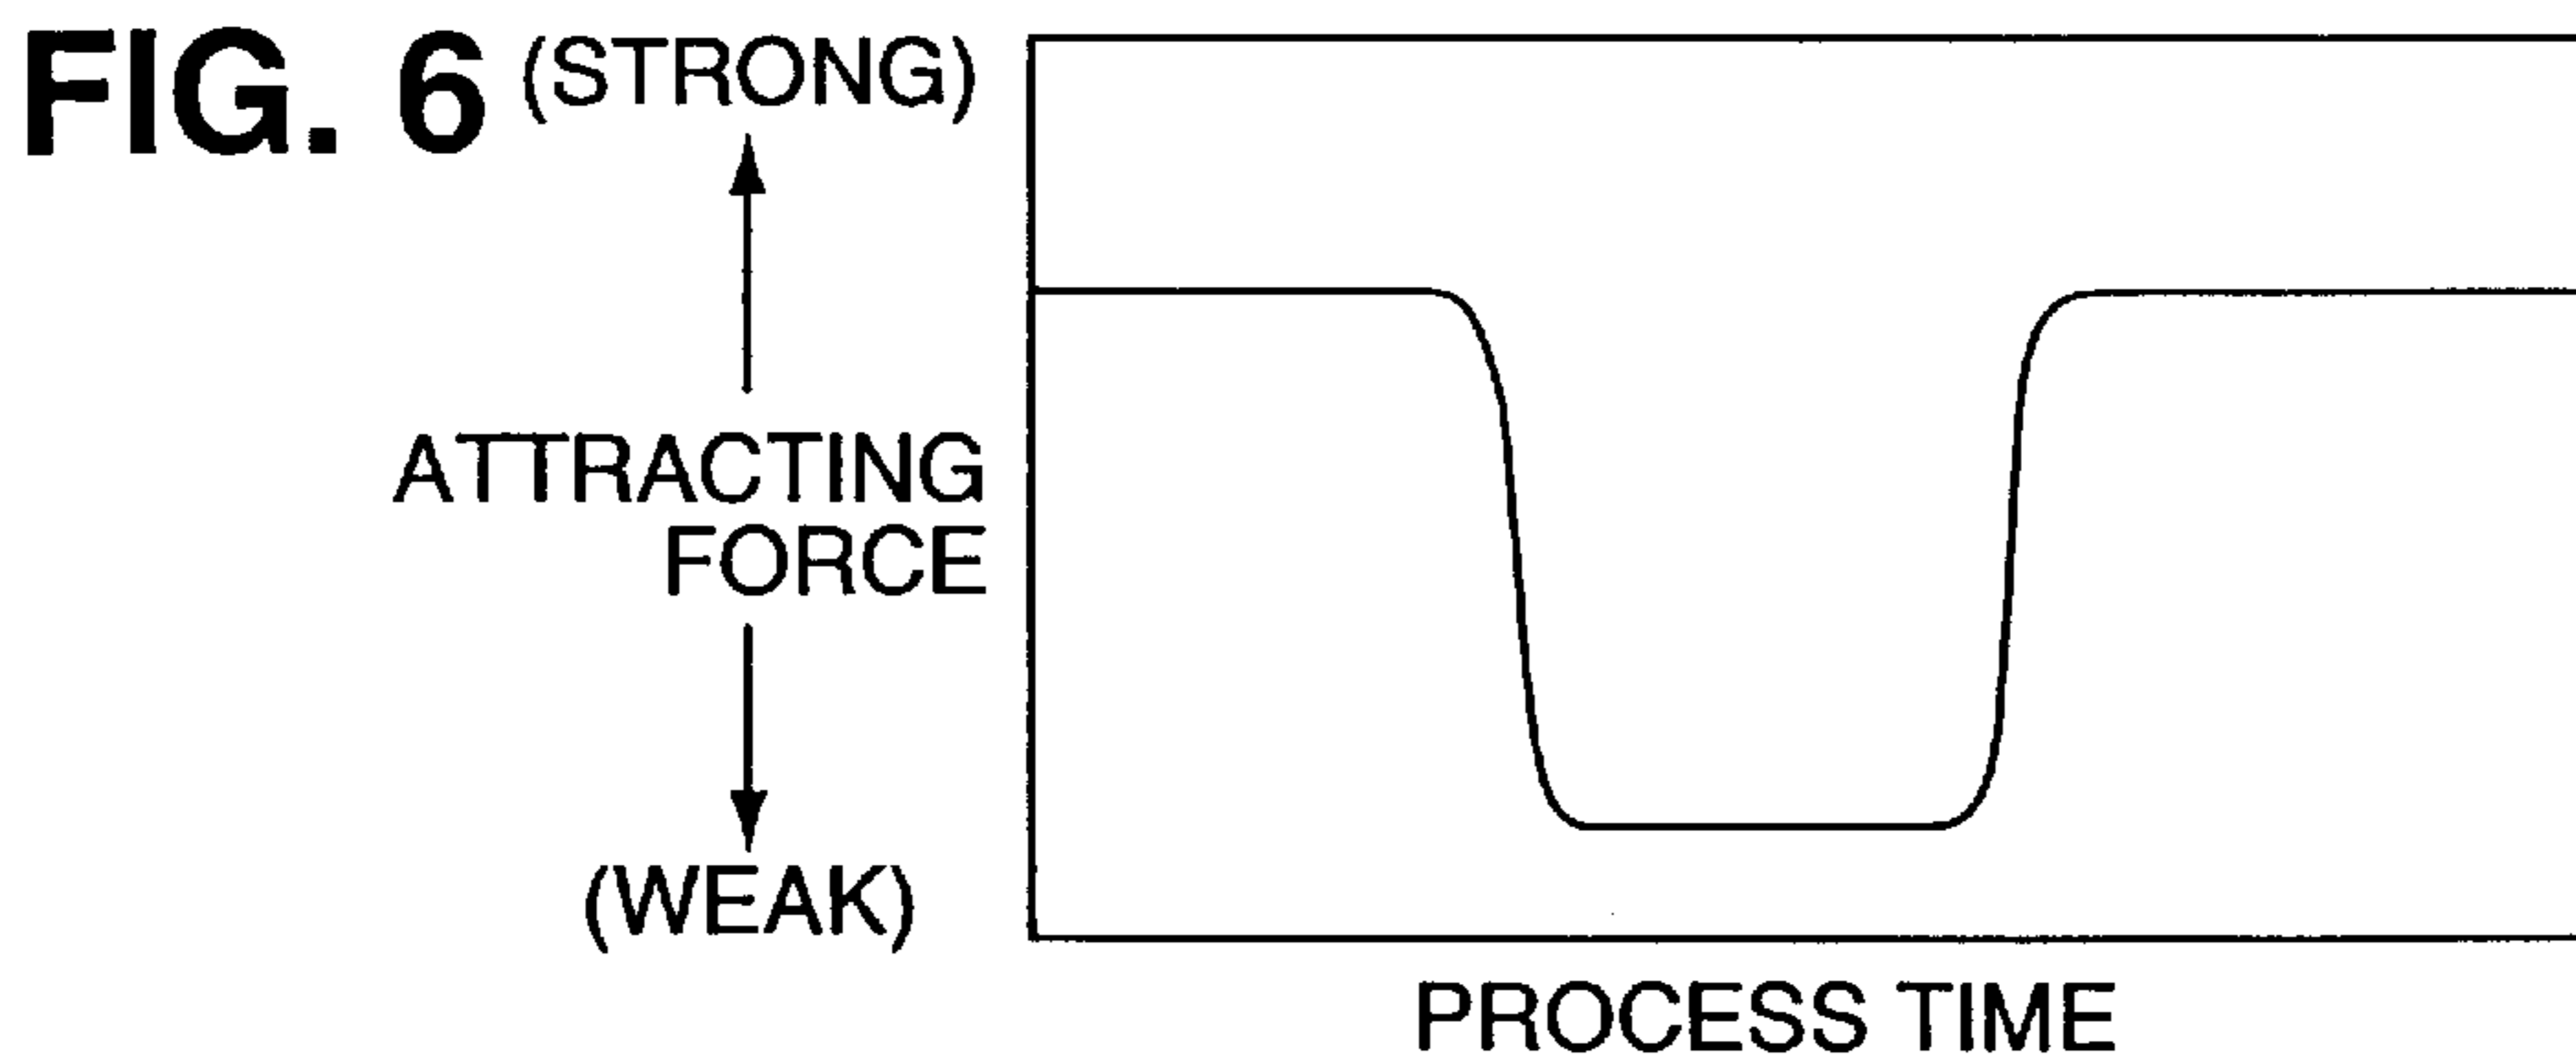 FIG. 6
(STRONG)
ATTRACTING
FORCE
(WEAK)
PROCESS TIME